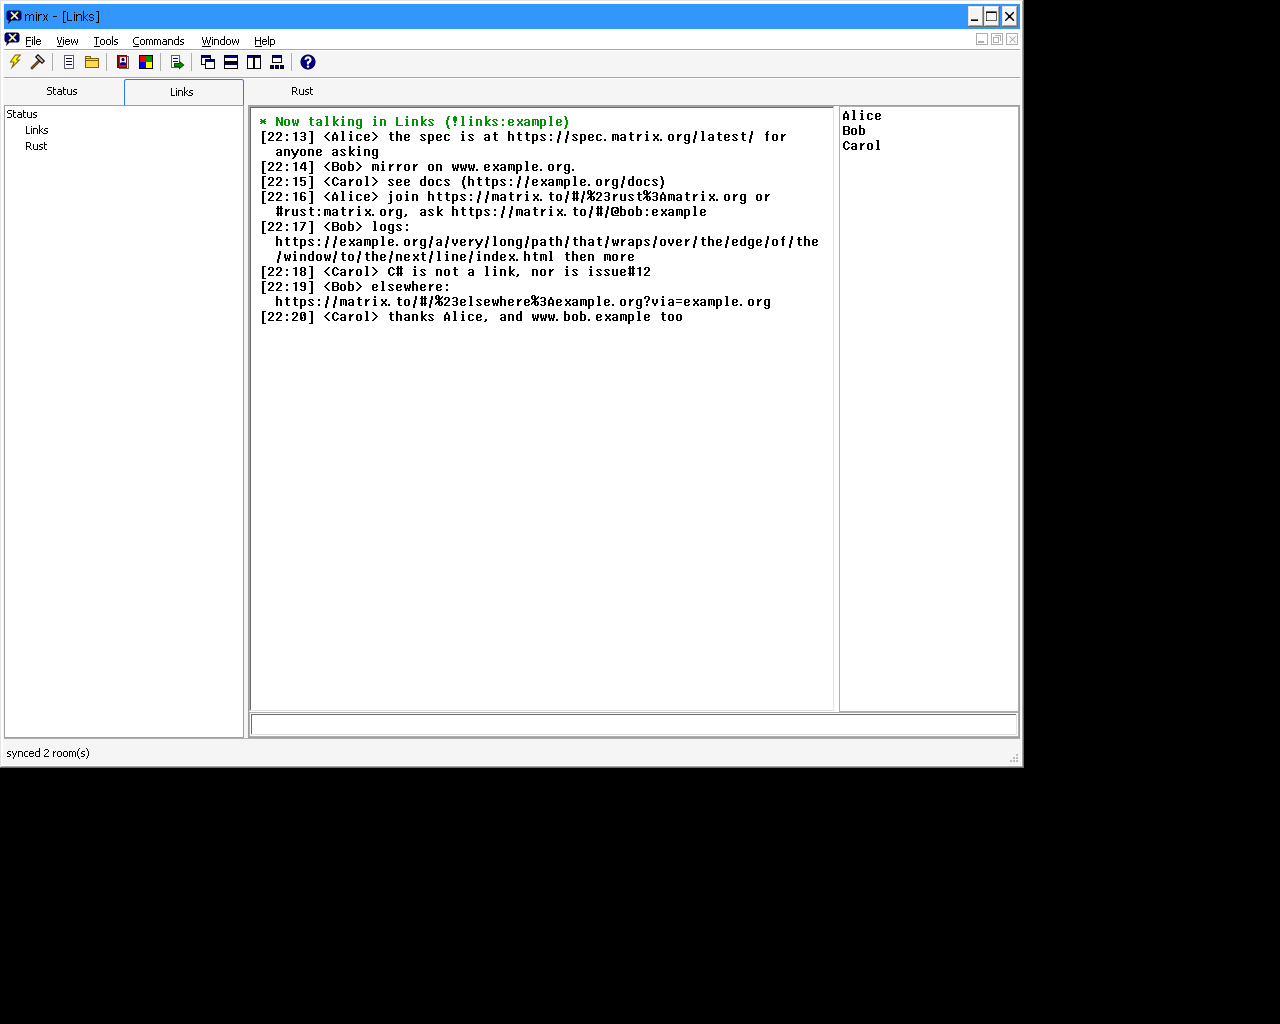 mirx - [Links]
File View Tools Commands Window Help
Status Links Rust
Status
Links
Rust
* Now talking in Links (!links:example)
[22:13] <Alice> the spec is at https://spec.matrix.org/latest/ for
anyone asking
[22:14] <Bob> mirror on www.example.org.
[22:15] <Carol> see docs (https://example.org/docs)
[22:16] <Alice> join https://matrix.to/#/%23rust%3Amatrix.org or
#rust:matrix.org, ask https://matrix.to/#/@bob:example
[22:17] <Bob> logs:
https://example.org/a/very/long/path/that/wraps/over/the/edge/of/the
/window/to/the/next/line/index.html then more
[22:18] <Carol> C# is not a link, nor is issue#12
[22:19] <Bob> elsewhere:
https://matrix.to/#/%23elsewhere%3Aexample.org?via=example.org
[22:20] <Carol> thanks Alice, and www.bob.example too
Alice
Bob
Carol
synced 2 room(s)